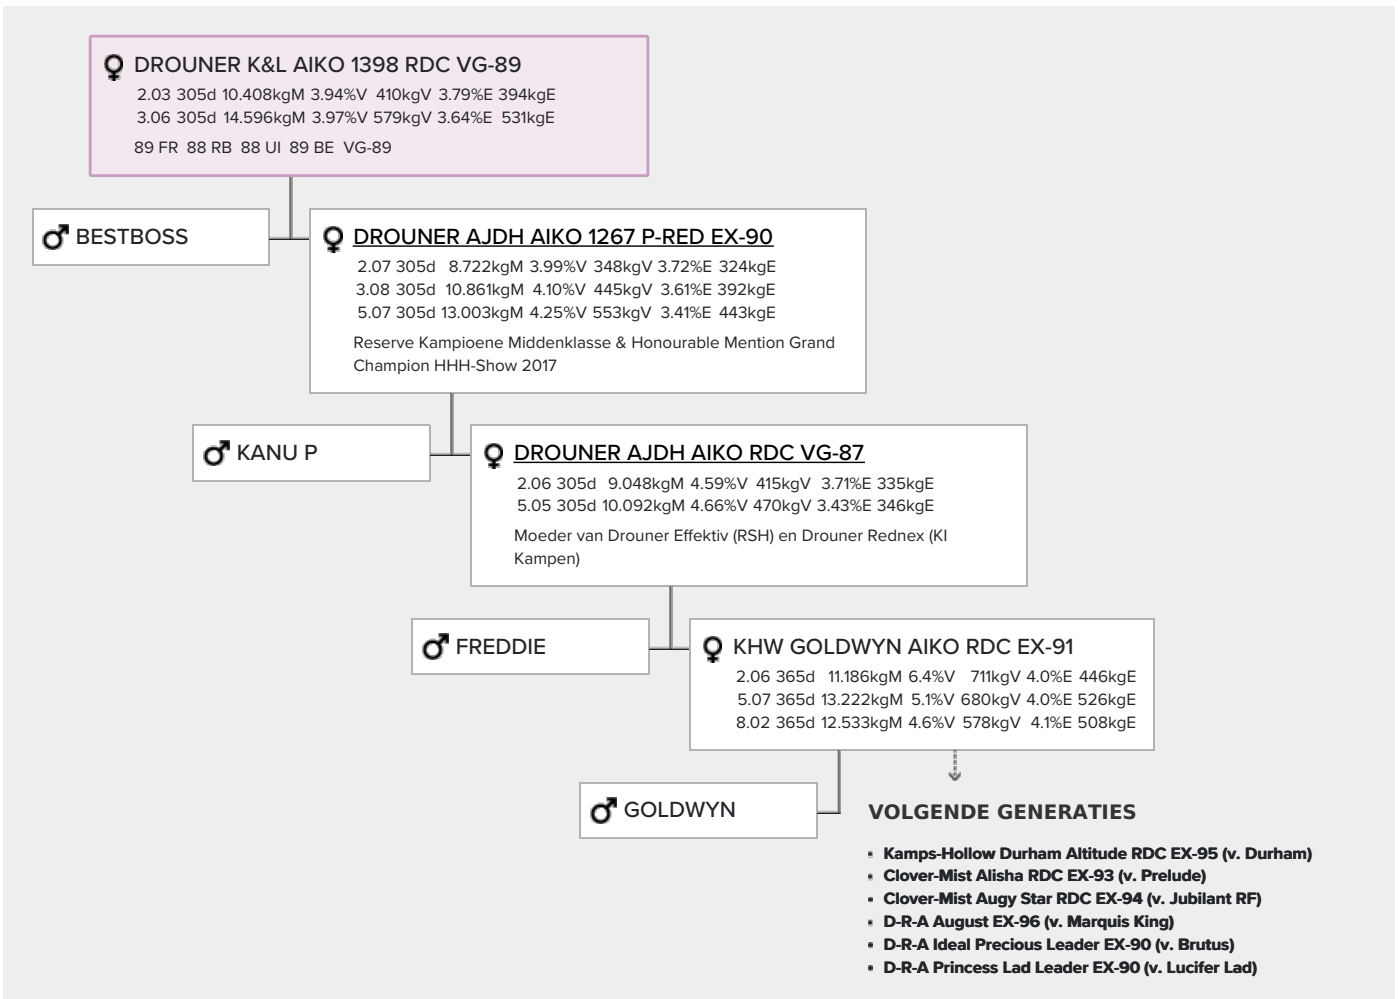 DROUNER K&L AIKO 1398 RDC VG-89
2.03 305d 10.408kgM 3.94%V 410kgV 3.79%E 394kgE
3.06 305d 14.596kgM 3.97%V 579kgV 3.64%E 531kgE
89 FR 88 RB 88 UI 89 BE VG-89
BESTBOSS
DROUNER AJDH AIKO 1267 P-RED EX-90
2.07 305d 8.722kgM 3.99%V 348kgV 3.72%E 324kgE
3.08 305d 10.861kgM 4.10%V 445kgV 3.61%E 392kgE
5.07 305d 13.003kgM 4.25%V 553kgV 3.41%E 443kgE
Reserve Kampioene Middenklasse & Honourable Mention Grand
Champion HHH-Show 2017
KANU P
DROUNER AJDH AIKO RDC VG-87
2.06 305d 9.048kgM 4.59%V 415kgV 3.71%E 335kgE
5.05 305d 10.092kgM 4.66%V 470kgV 3.43%E 346kgE
Moeder van Drouner Effektiv (RSH) en Drouner Rednex (KI
Kampen)
FREDDIE
KHW GOLDWYN AIKO RDC EX-91
2.06 365d 11.186kgM 6.4%V 711kgV 4.0%E 446kgE
5.07 365d 13.222kgM 5.1%V 680kgV 4.0%E 526kgE
8.02 365d 12.533kgM 4.6%V 578kgV 4.1%E 508kgE
GOLDWYN
VOLGENDE GENERATIES
Kamps-Hollow Durham Altitude RDC EX-95 (v. Durham)
Clover-Mist Alisha RDC EX-93 (v. Prelude)
Clover-Mist Augy Star RDC EX-94 (v. Jubilant RF)
D-R-A August EX-96 (v. Marquis King)
D-R-A Ideal Precious Leader EX-90 (v. Brutus)
D-R-A Princess Lad Leader EX-90 (v. Lucifer Lad)